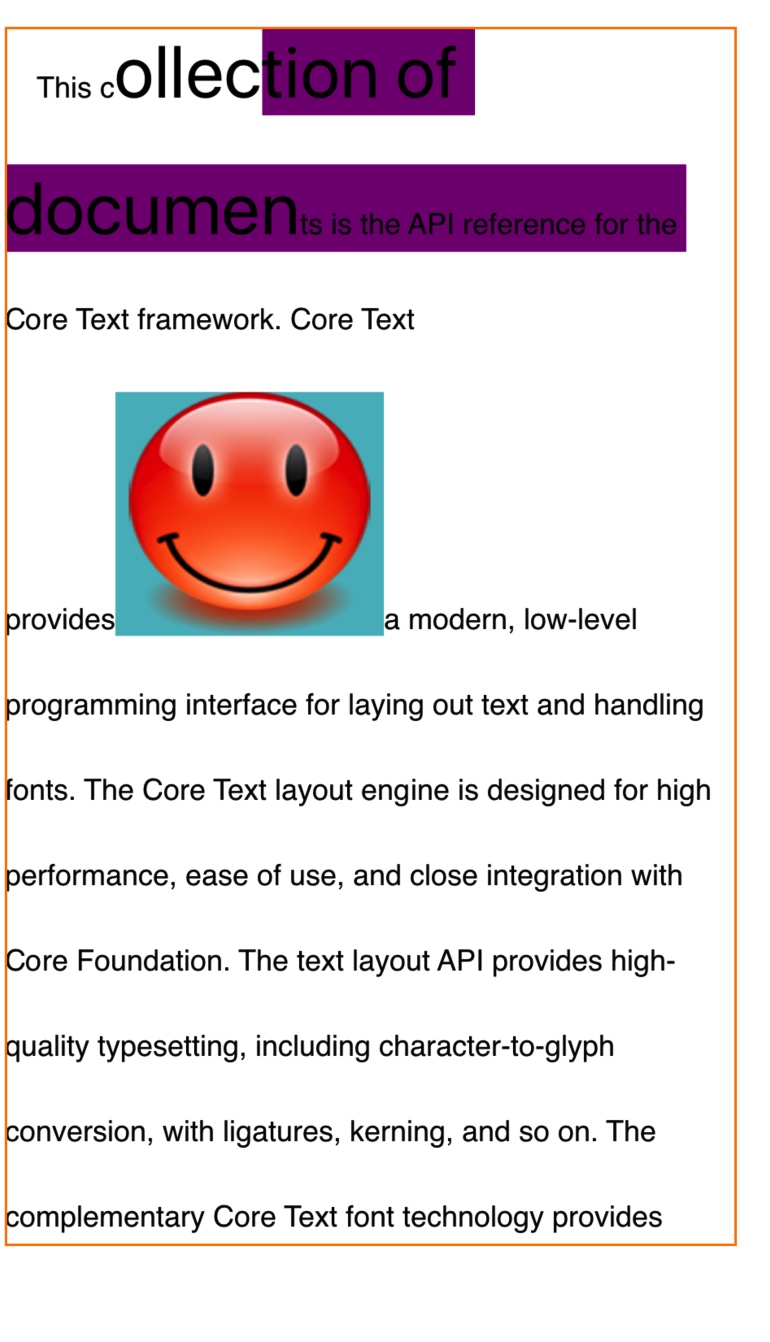 This collection of
documents is the API reference for the
Core Text framework. Core Text
provides a modern, low-level
programming interface for laying out text and handling
fonts. The Core Text layout engine is designed for high
performance, ease of use, and close integration with
Core Foundation. The text layout API provides high-
quality typesetting, including character-to-glyph
conversion, with ligatures, kerning, and so on. The
complementary Core Text font technology provides